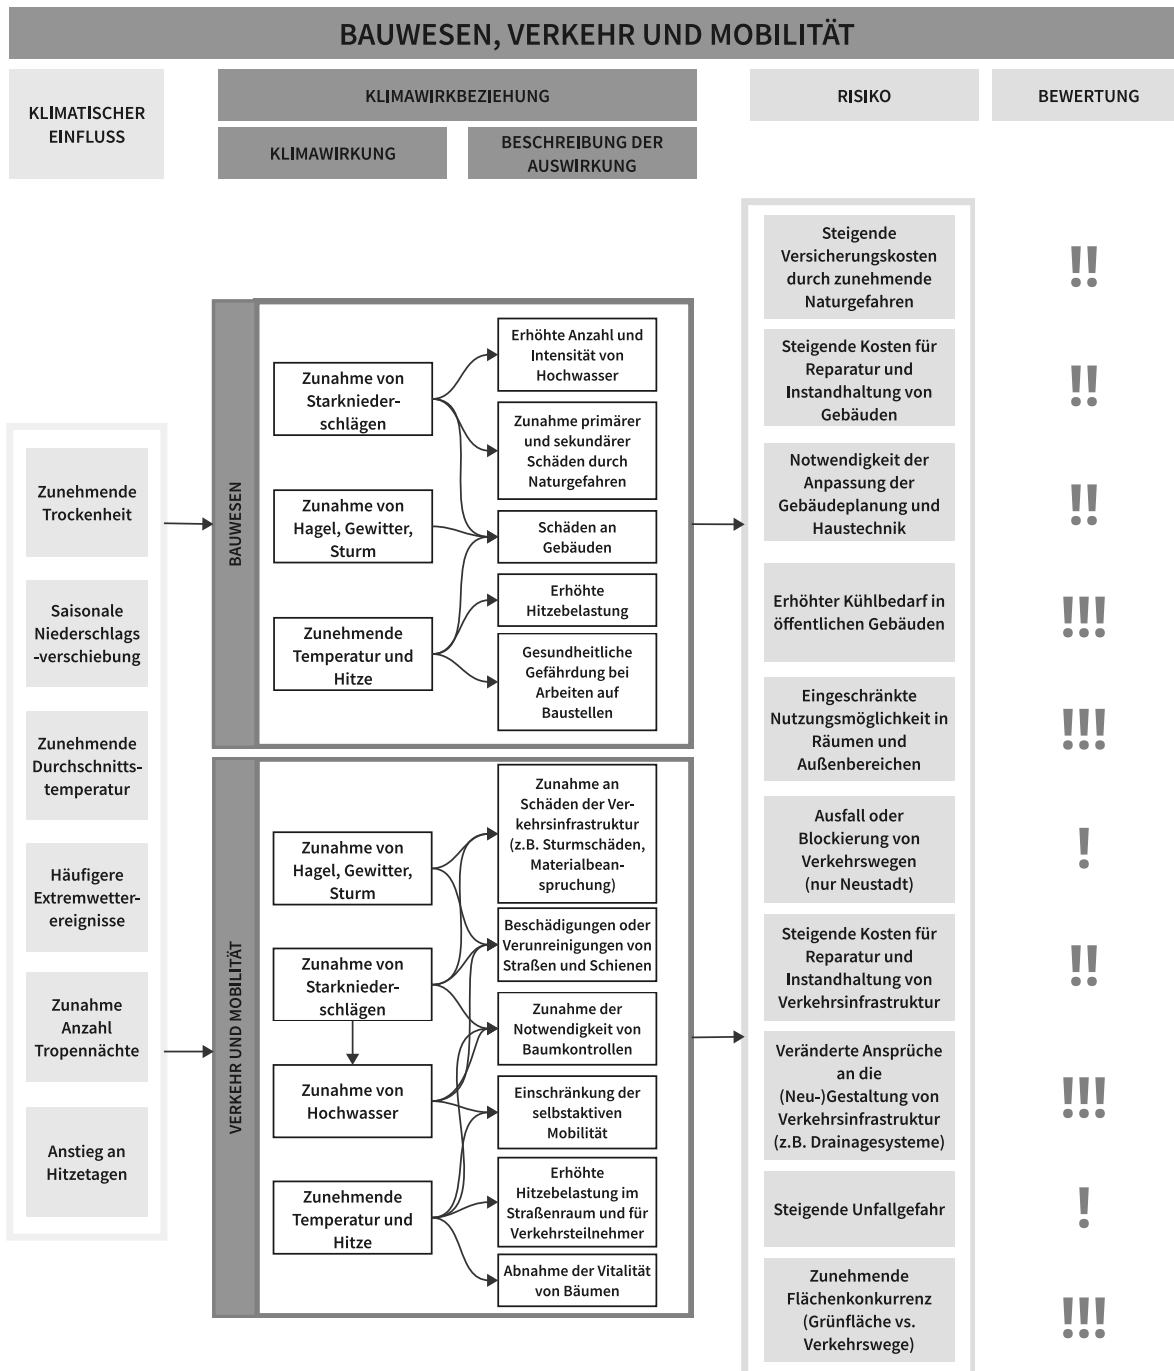 BAUWESEN, VERKEHR UND MOBILITÄT
KLIMATISCHER
EINFLUSS
KLIMAWIRKBEZIEHUNG
KLIMAWIRKUNG
BESCHREIBUNG DER
AUSWIRKUNG
RISIKO
BEWERTUNG
Zunehmende
Trockenheit
Saisonale
Niederschlags
-verschiebung
Zunehmende
Durchschnitts-
temperatur
Häufigere
Extremwetter-
ereignisse
Zunahme
Anzahl
Tropennächte
Anstieg an
Hitzetagen
BAUWESEN
Zunahme von
Starknieder-
schlägen
Zunahme von
Hagel, Gewitter,
Sturm
Zunehmende
Temperatur und
Hitze
Erhöhte Anzahl und
Intensität von
Hochwasser
Zunahme primärer
und sekundärer
Schäden durch
Naturgefahren
Schäden an
Gebäuden
Erhöhte
Hitzebelastung
Gesundheitliche
Gefährdung bei
Arbeiten auf
Baustellen
VERKEHR UND MOBILITÄT
Zunahme von
Hagel, Gewitter,
Sturm
Zunahme von
Starknieder-
schlägen
Zunahme von
Hochwasser
Zunehmende
Temperatur und
Hitze
Zunahme an
Schäden der Ver-
kehrsinfrastruktur
(z.B. Sturmschäden,
Materialbean-
spruchung)
Beschädigungen oder
Verunreinigungen von
Straßen und Schienen
Zunahme der
Notwendigkeit von
Baumkontrollen
Einschränkung der
selbstaktiven
Mobilität
Erhöhte
Hitzebelastung im
Straßenraum und für
Verkehrsteilnehmer
Abnahme der Vitalität
von Bäumen
Steigende
Versicherungskosten
durch zunehmende
Naturgefahren
!!
Steigende Kosten für
Reparatur und
Instandhaltung von
Gebäuden
!!
Notwendigkeit der
Anpassung der
Gebäudeplanung und
Haustechnik
!!
Erhöhter Kühlbedarf in
öffentlichen Gebäuden
!!!
Eingeschränkte
Nutzungsmöglichkeit in
Räumen und
Außenbereichen
!!!
Ausfall oder
Blockierung von
Verkehrswegen
(nur Neustadt)
!
Steigende Kosten für
Reparatur und
Instandhaltung von
Verkehrsinfrastruktur
!!
Veränderte Ansprüche
an die
(Neu-)Gestaltung von
Verkehrsinfrastruktur
(z.B. Drainagesysteme)
!!!
Steigende Unfallgefahr
!
Zunehmende
Flächenkonkurrenz
(Grünfläche vs.
Verkehrswege)
!!!